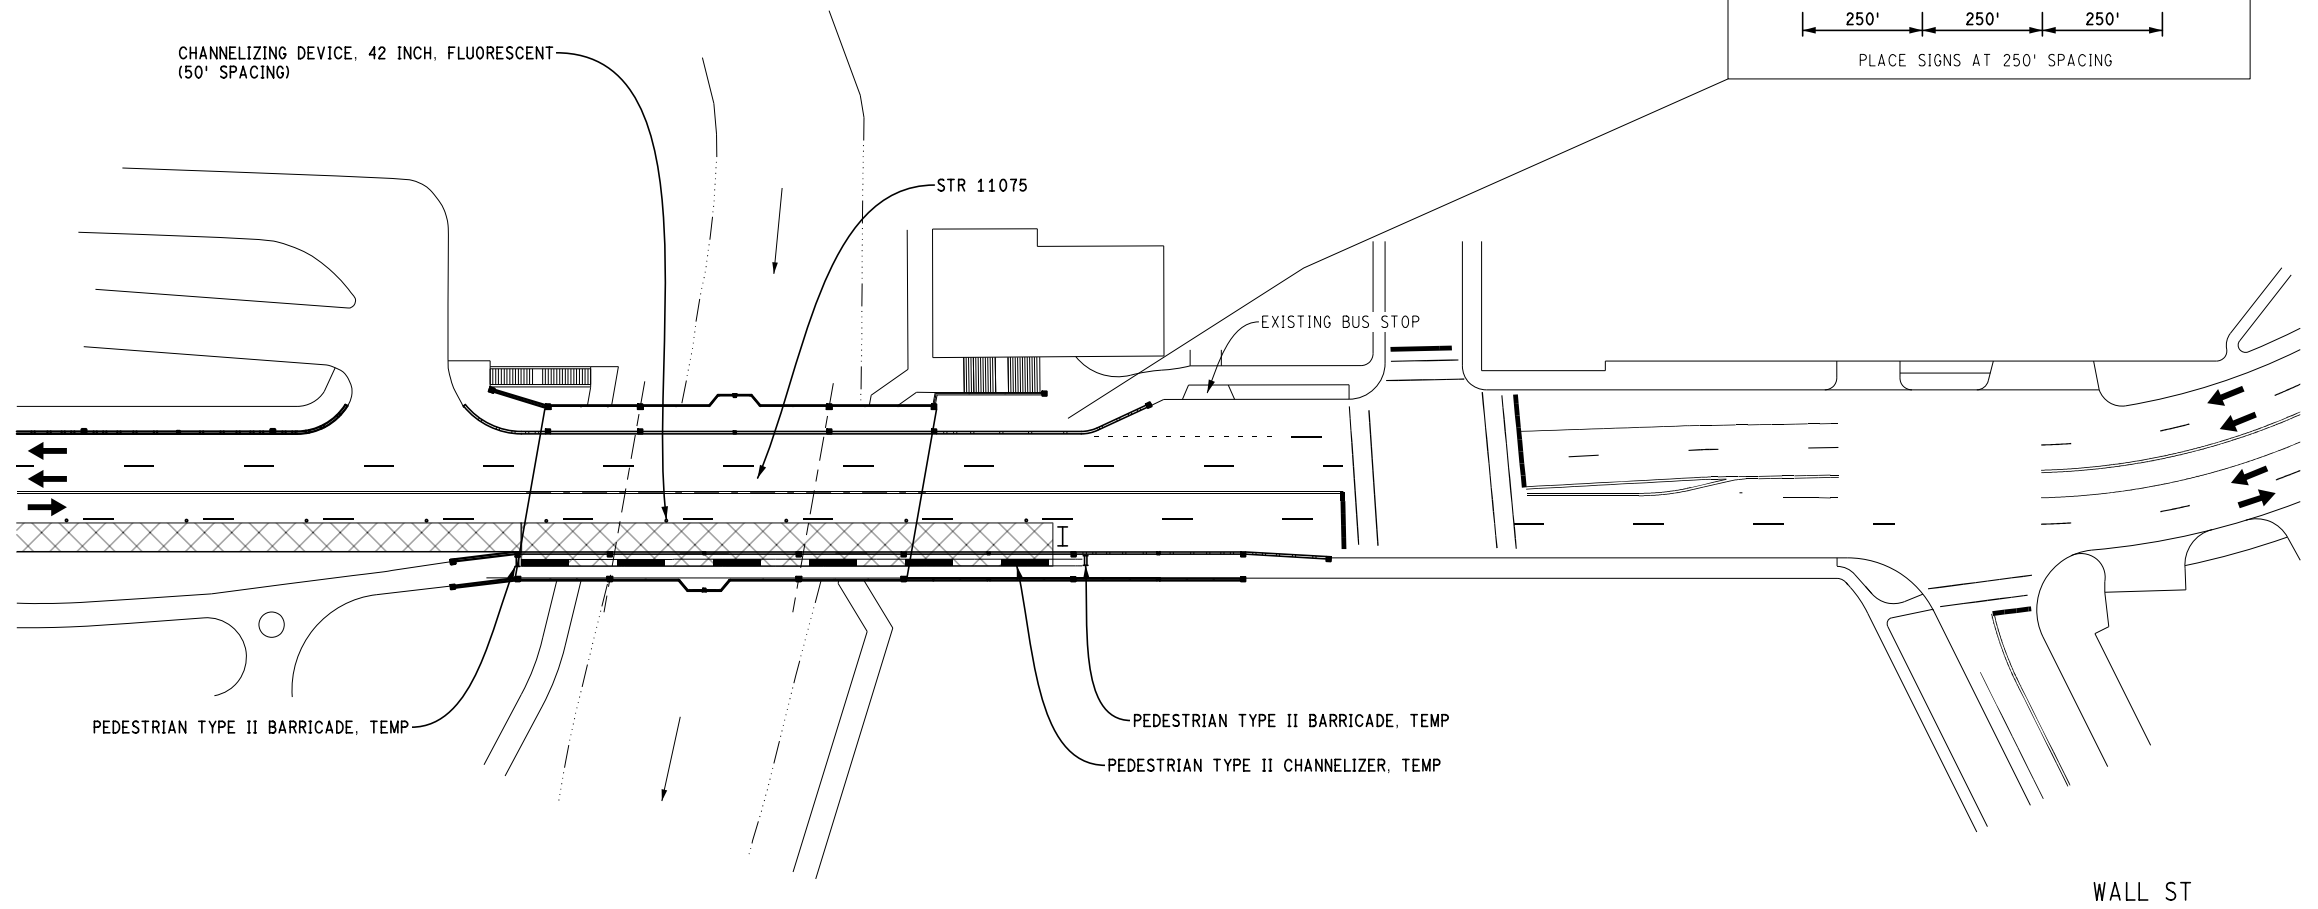 250' 250' 250'
PLACE SIGNS AT 250' SPACING
CHANNELIZING DEVICE, 42 INCH, FLUORESCENT
(50' SPACING)
STR 11075
EXISTING BUS STOP
PEDESTRIAN TYPE II BARRICADE, TEMP
PEDESTRIAN TYPE II BARRICADE, TEMP
PEDESTRIAN TYPE II CHANNELIZER, TEMP
WALL ST